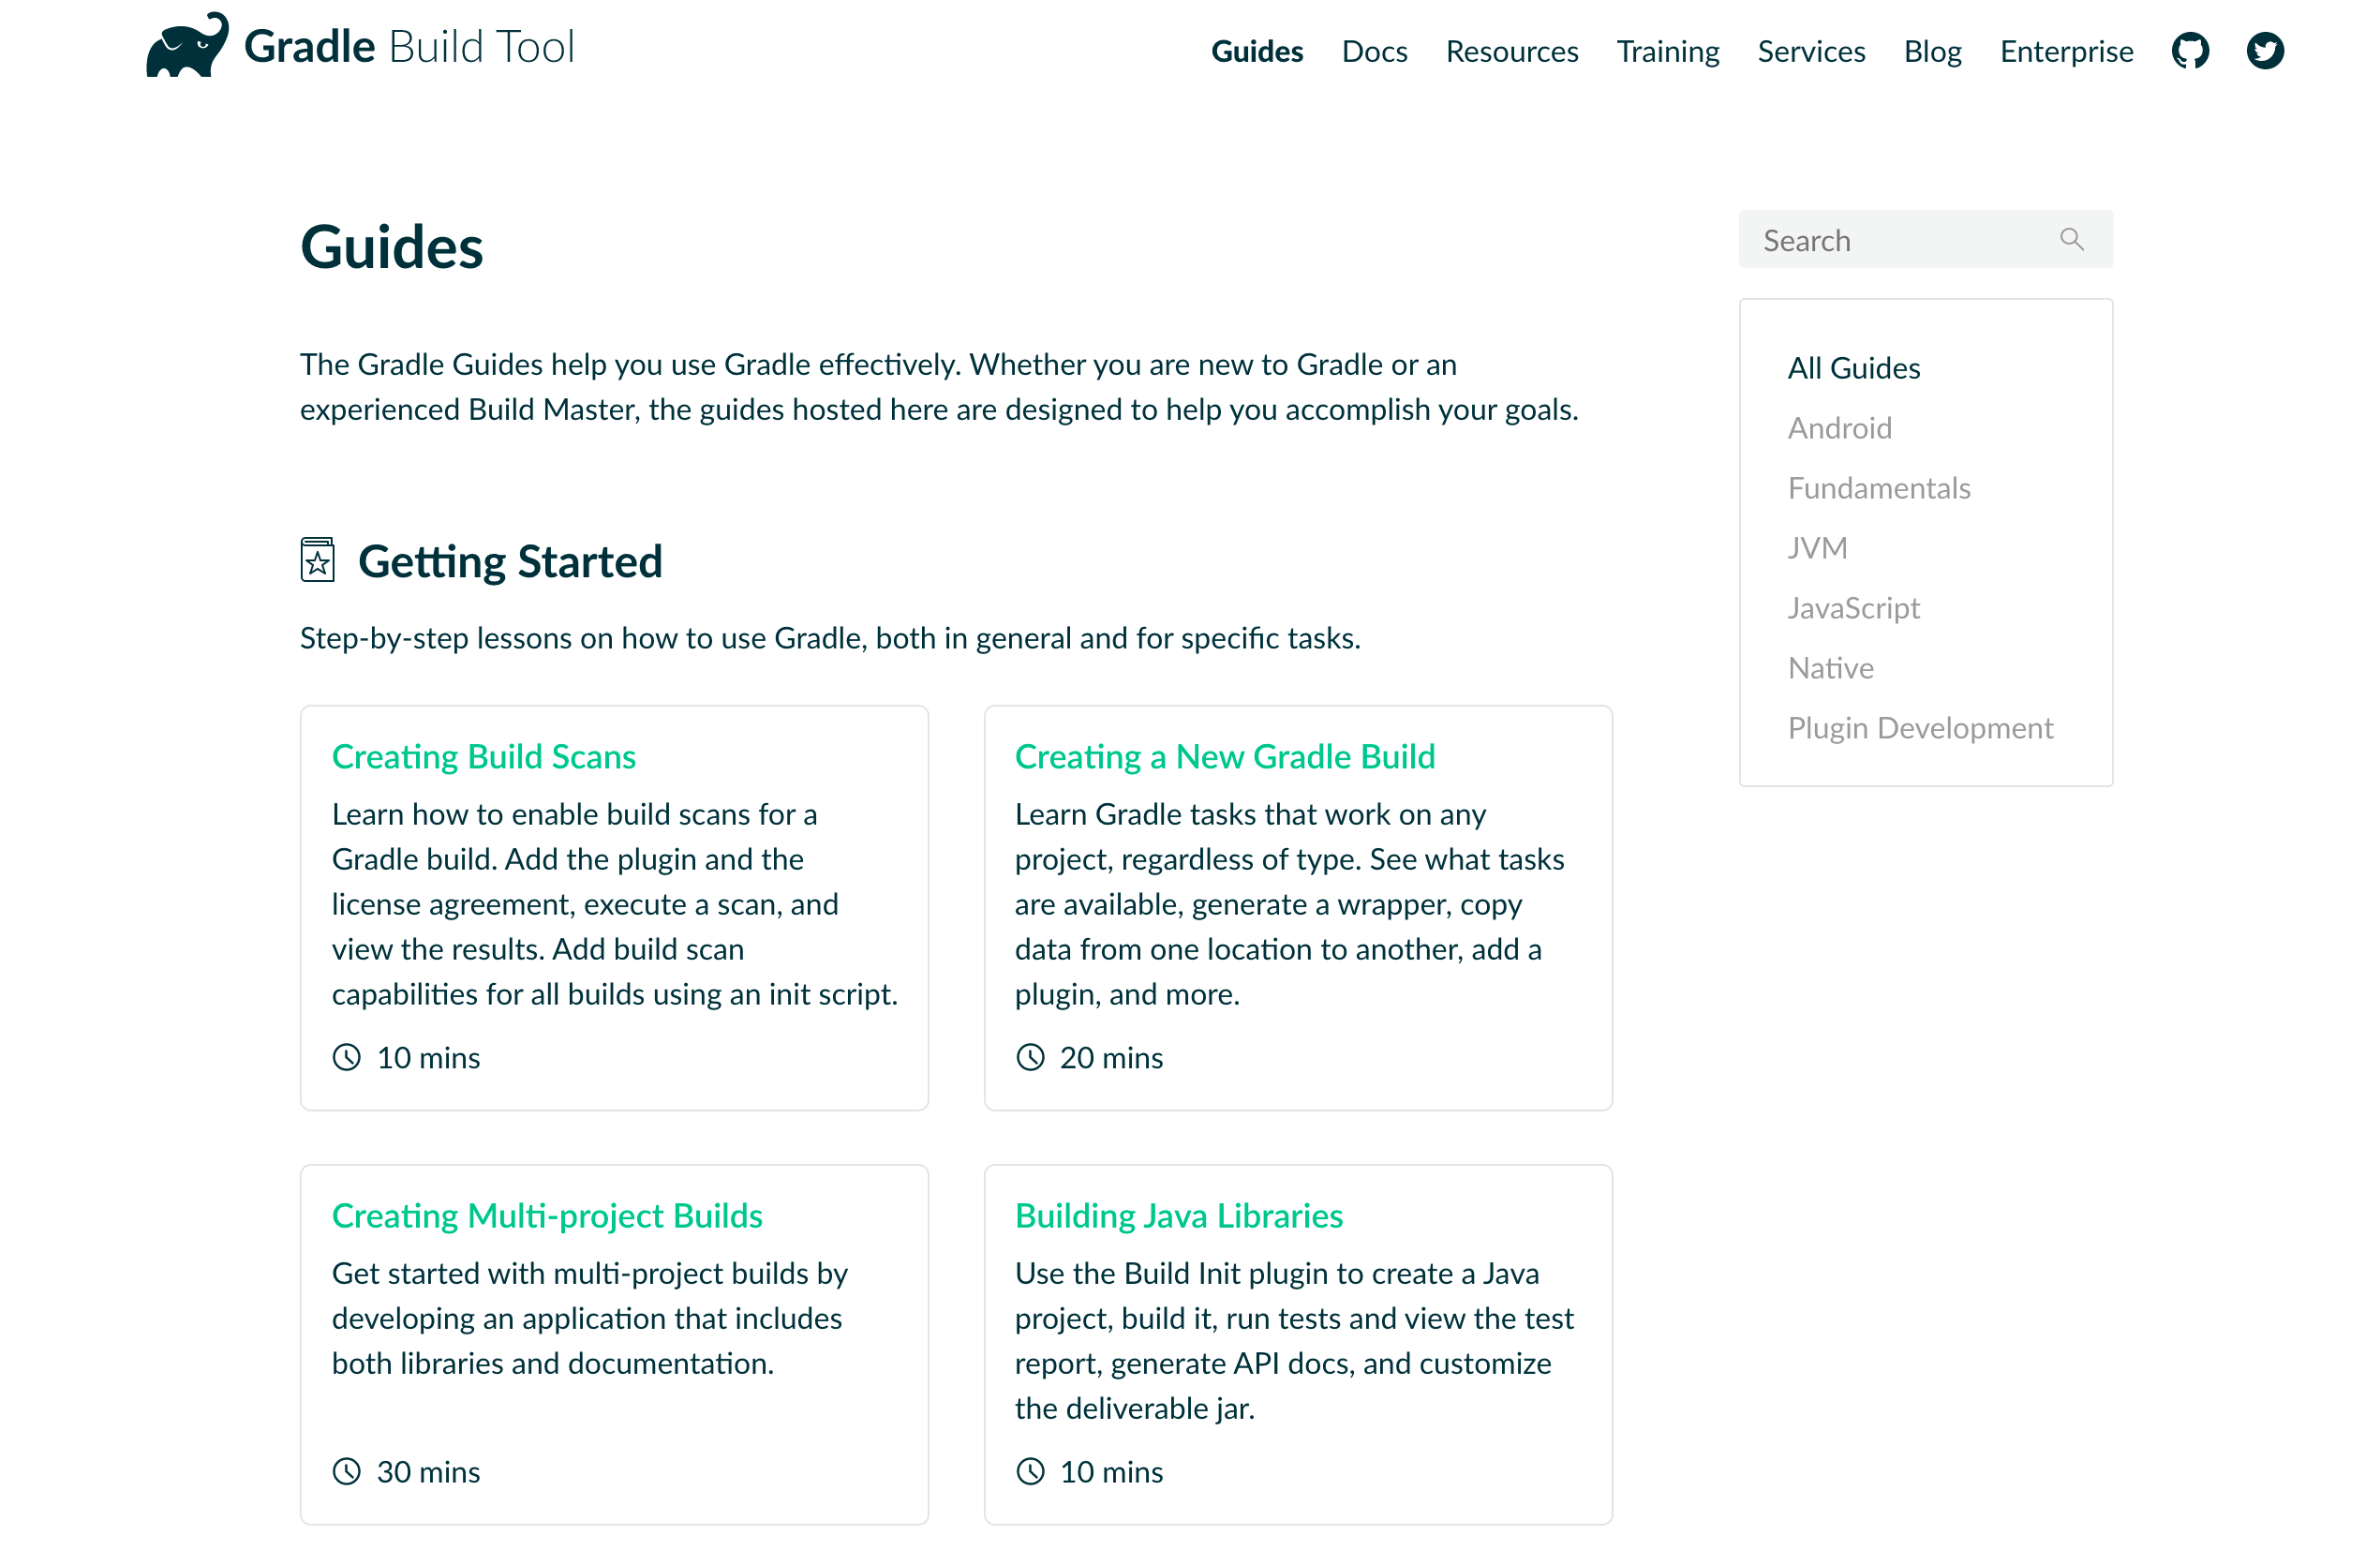 Gradle Build Tool
Guides Docs Resources Training Services Blog Enterprise
Guides
The Gradle Guides help you use Gradle effectively. Whether you are new to Gradle or an
experienced Build Master, the guides hosted here are designed to help you accomplish your goals.
Getting Started
Step-by-step lessons on how to use Gradle, both in general and for specific tasks.
Creating Build Scans
Learn how to enable build scans for a
Gradle build. Add the plugin and the
license agreement, execute a scan, and
view the results. Add build scan
capabilities for all builds using an init script.
10 mins
Creating a New Gradle Build
Learn Gradle tasks that work on any
project, regardless of type. See what tasks
are available, generate a wrapper, copy
data from one location to another, add a
plugin, and more.
20 mins
Creating Multi-project Builds
Get started with multi-project builds by
developing an application that includes
both libraries and documentation.
30 mins
Building Java Libraries
Use the Build Init plugin to create a Java
project, build it, run tests and view the test
report, generate API docs, and customize
the deliverable jar.
10 mins
Search
All Guides
Android
Fundamentals
JVM
JavaScript
Native
Plugin Development